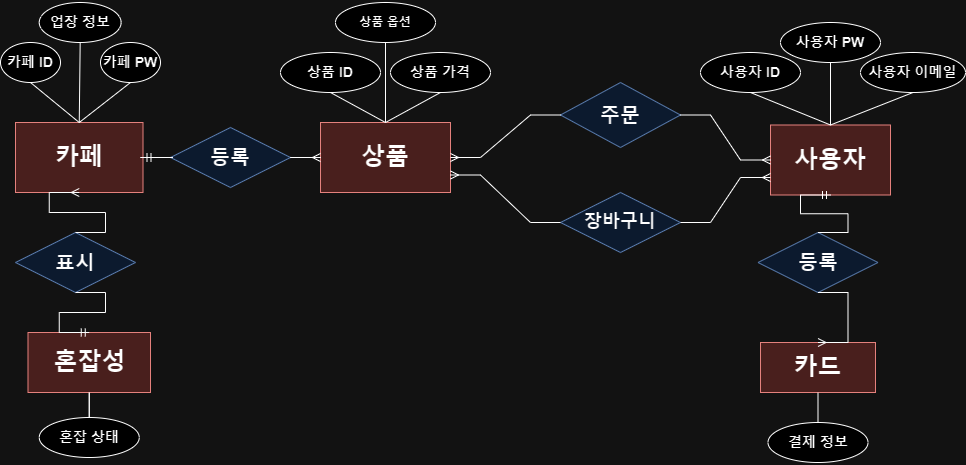 업장 정보
카페 ID
카페 PW
상품 옵션
상품 ID
상품 가격
사용자 PW
사용자 ID
사용자 이메일
카페
등록
상품
주문
장바구니
사용자
표시
등록
혼잡성
카드
혼잡 상태
결제 정보